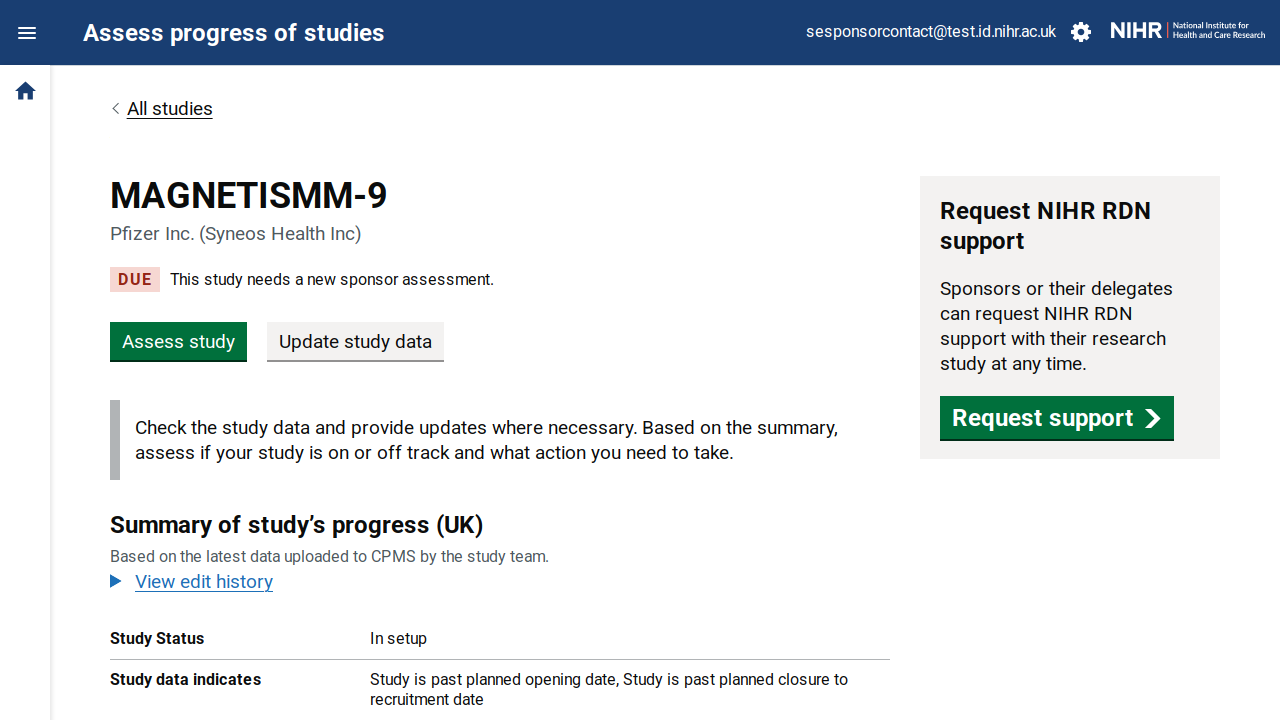 Assess progress of studies
sesponsorcontact@test.id.nihr.ac.uk
NIHR
National Institute for
Health and Care Research
All studies
MAGNETISMM-9
Pfizer Inc. (Syneos Health Inc)
DUE
This study needs a new sponsor assessment.
Assess study
Update study data
Check the study data and provide updates where necessary. Based on the summary,
assess if your study is on or off track and what action you need to take.
Summary of study’s progress (UK)
Based on the latest data uploaded to CPMS by the study team.
View edit history
Study Status
In setup
Study data indicates
Study is past planned opening date, Study is past planned closure to
recruitment date
Request NIHR RDN
support
Sponsors or their delegates
can request NIHR RDN
support with their research
study at any time.
Request support